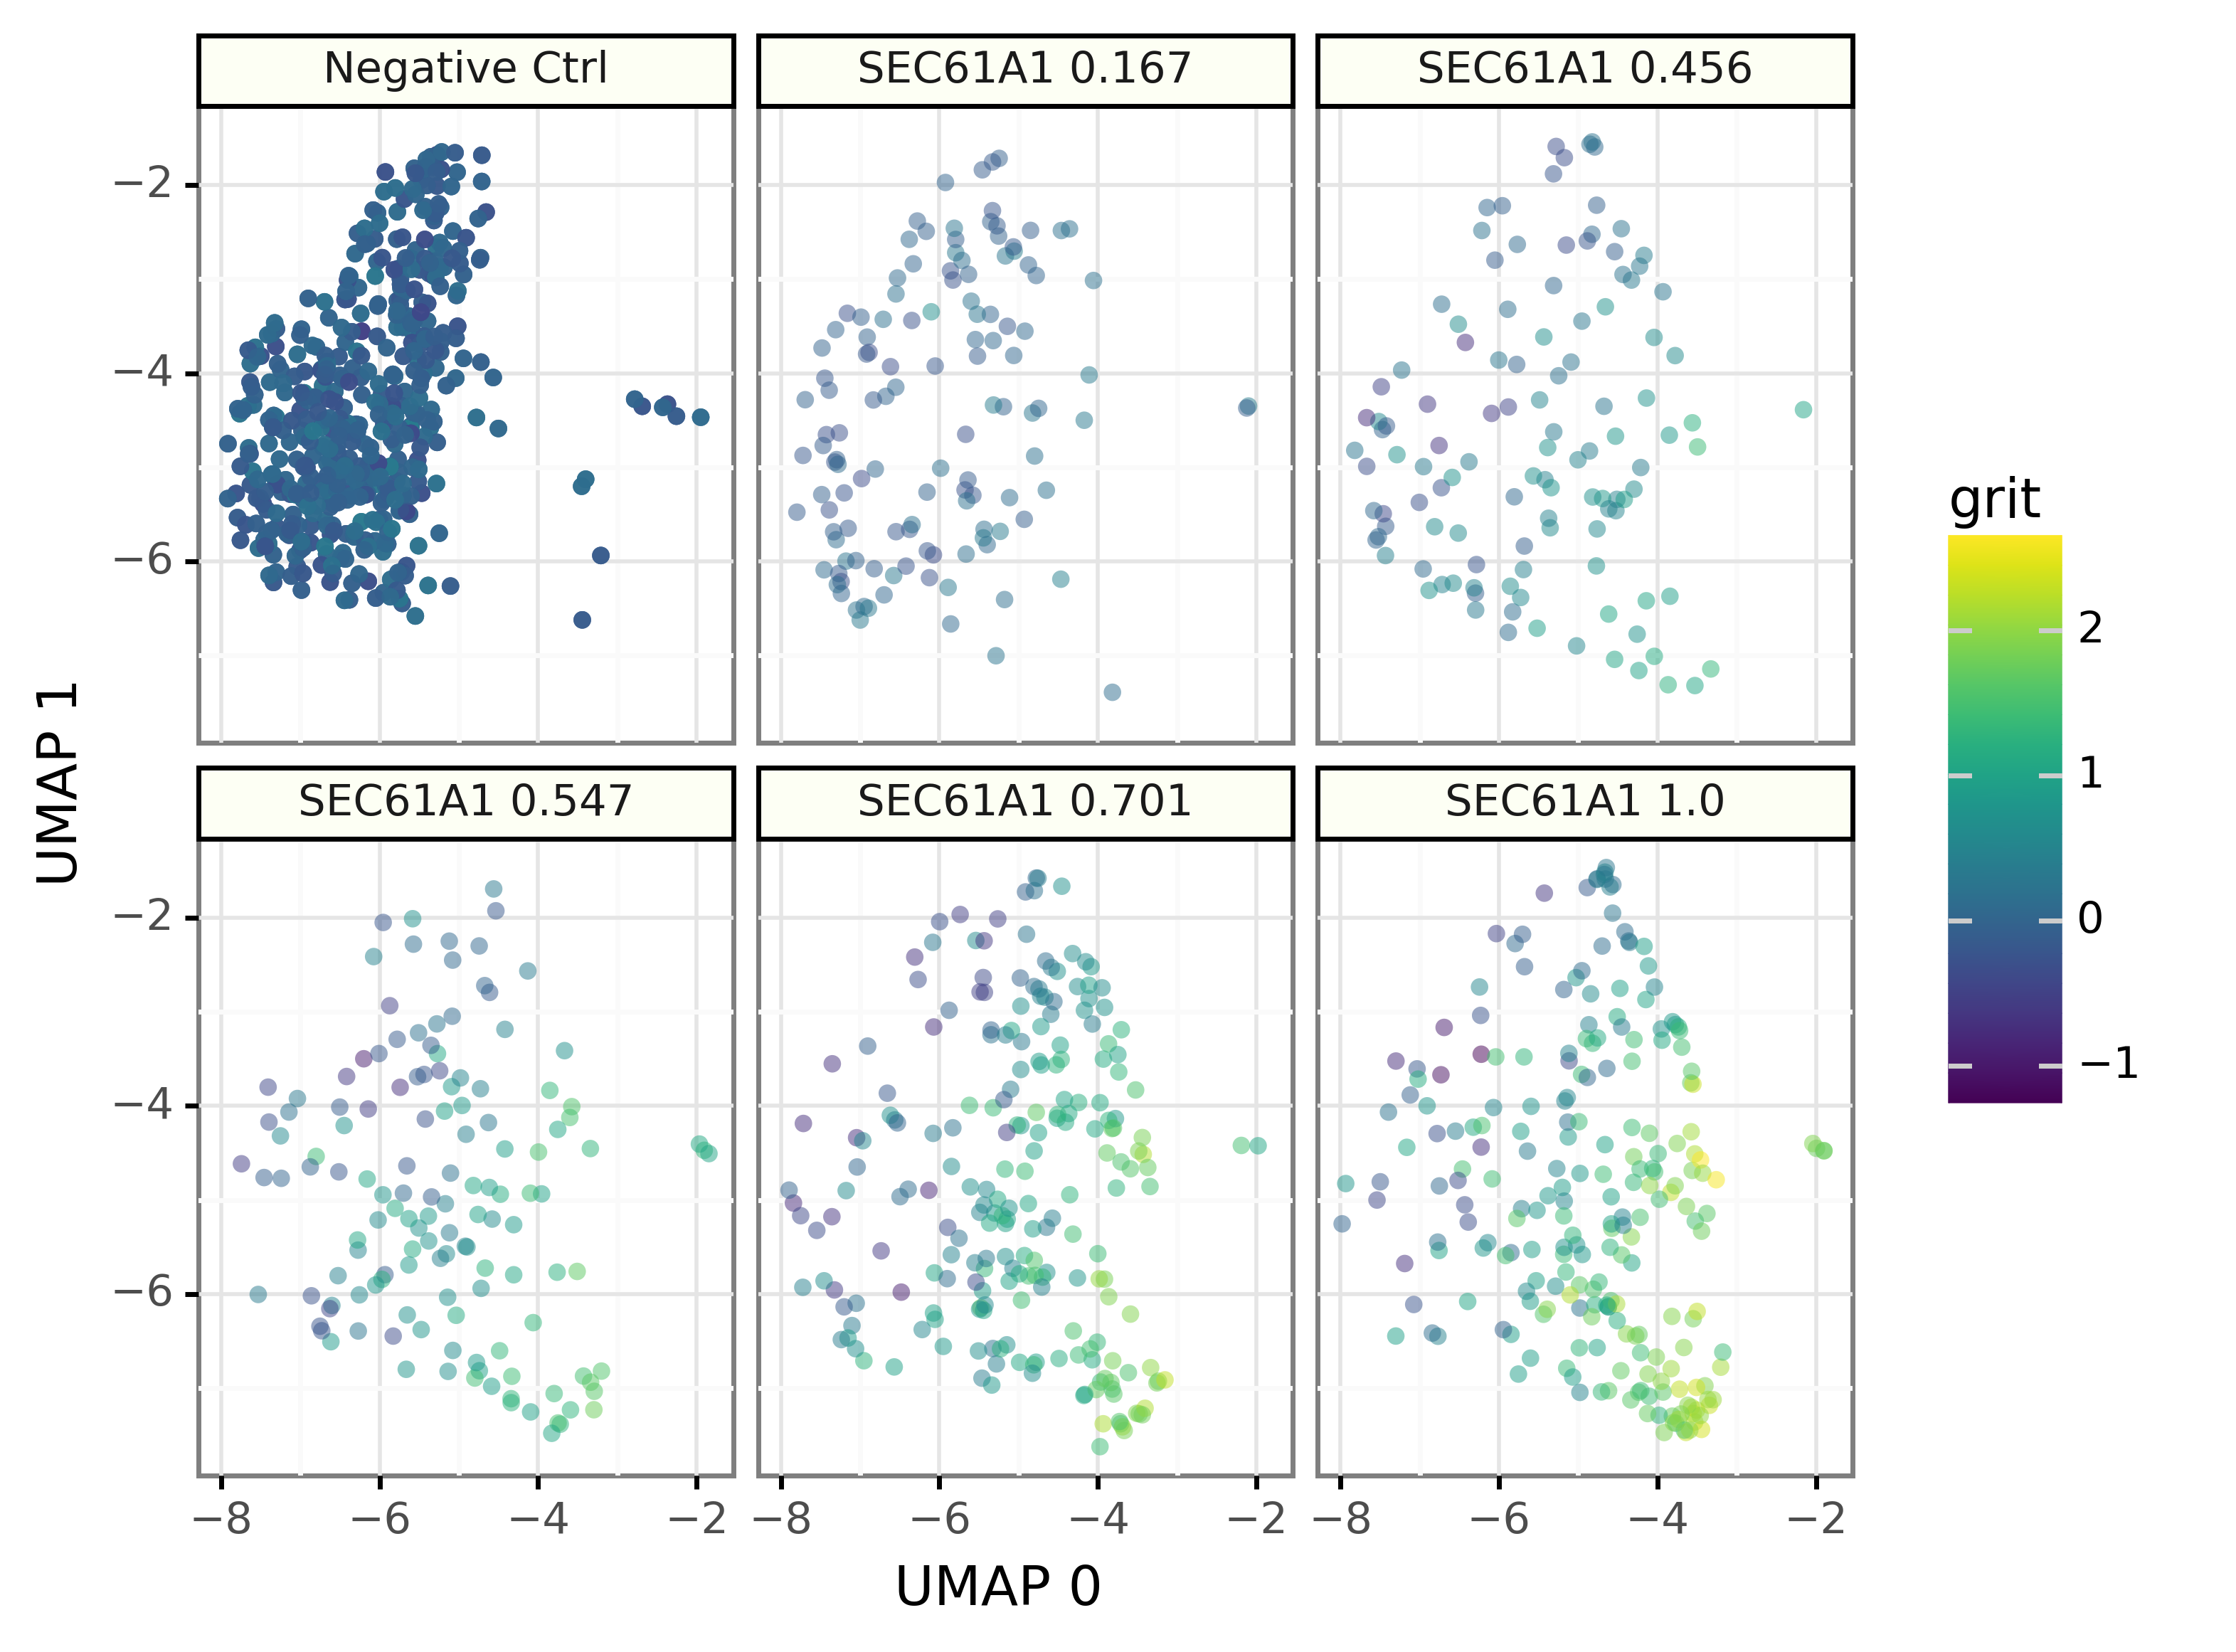 Negative Ctrl
SEC61A1 0.167
SEC61A1 0.456
−2
−4
−6
SEC61A1 0.547
SEC61A1 0.701
SEC61A1 1.0
−2
−4
−6
−8 −6 −4 −2
−8 −6 −4 −2
−8 −6 −4 −2
UMAP 0
UMAP 1
grit
2
1
0
−1